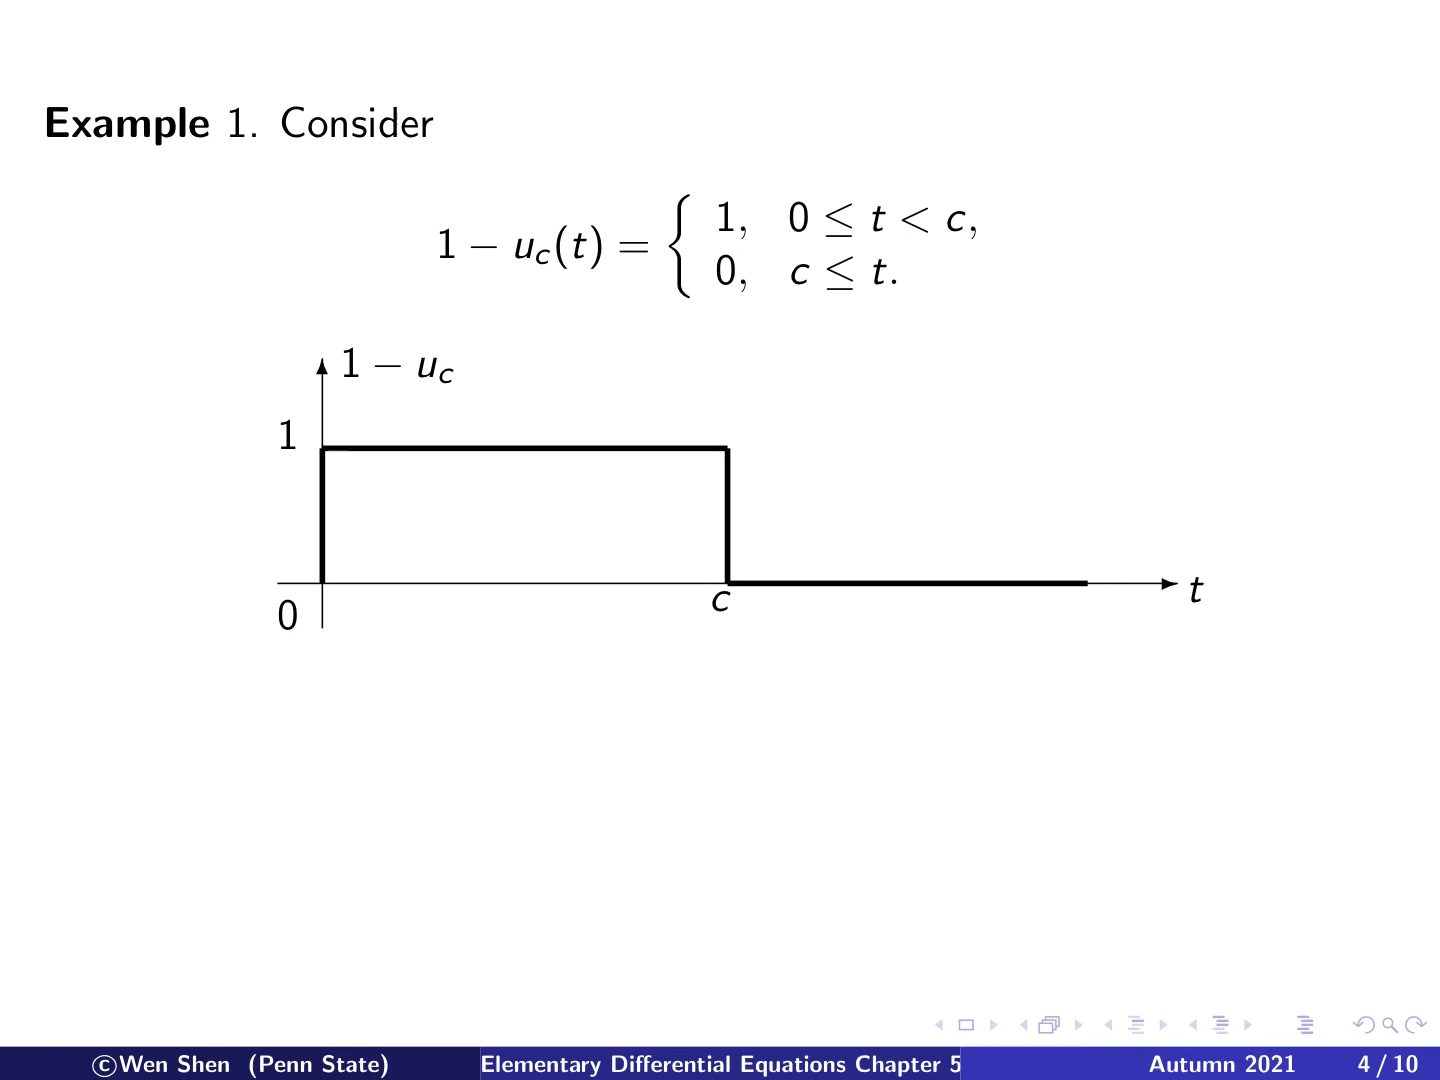 Example 1. Consider
1 − u_c(t) = { 1, 0 ≤ t < c,
0, c ≤ t.
1 − u_c
1
0
c
t
©Wen Shen (Penn State) Elementary Differential Equations Chapter 5 Autumn 2021 4 / 10